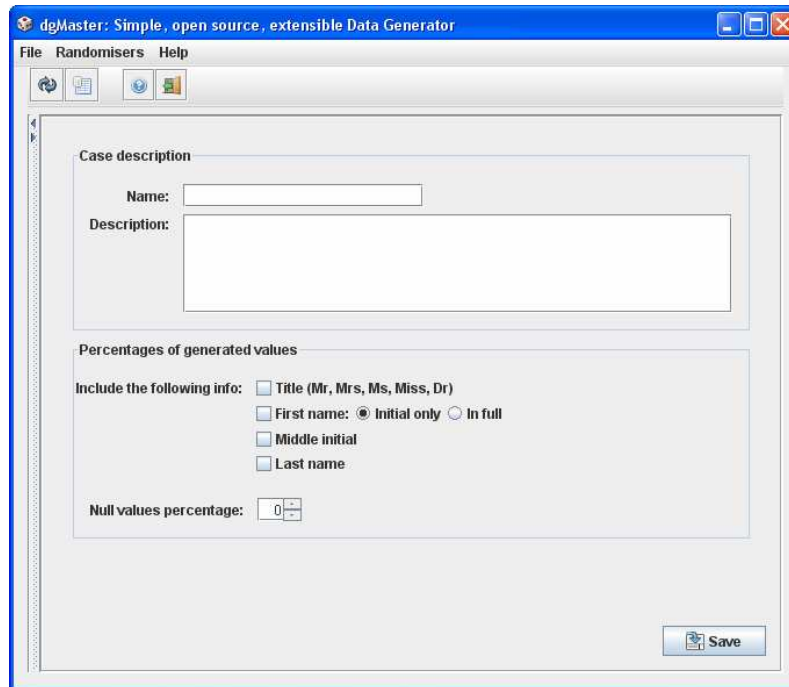 dgMaster: Simple, open source, extensible Data Generator
File Randomisers Help
Case description
Name:
Description:
Percentages of generated values
Include the following info: Title (Mr, Mrs, Ms, Miss, Dr)
First name: Initial only In full
Middle initial
Last name
Null values percentage: 0
Save